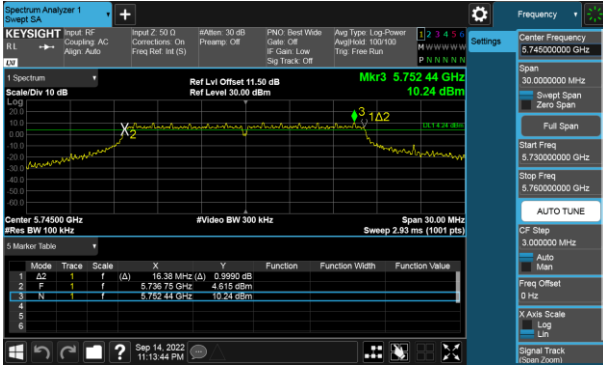 Spectrum Analyzer 1
Swept SA
Frequency
KEYSIGHT
RL
Input: RF
Coupling: AC
Align: Auto
Input Z: 50 Ω
Corrections: On
Freq Ref: Int (S)
#Atten: 30 dB
Preamp: Off
PNO: Best Wide
Gate: Off
IF Gain: Low
Sig Track: Off
Avg Type: Log-Power
Avg|Hold: 100/100
Trig: Free Run
1 2 3 4 5 6
M W W W W W
P N N N N N
Settings
1 Spectrum
Scale/Div 10 dB
Ref Lvl Offset 11.50 dB
Ref Level 30.00 dBm
Mkr3 5.752 44 GHz
10.24 dBm
Log
20.0
10.0
0.00
-10.0
-20.0
-30.0
-40.0
-50.0
-60.0
X2
3
1Δ2
Center 5.74500 GHz
#Res BW 100 kHz
#Video BW 300 kHz
Span 30.00 MHz
Sweep 2.93 ms (1001 pts)
5 Marker Table
Mode Trace Scale X Y Function Function Width Function Value
1 Δ2 1 f (Δ) 16.38 MHz (Δ) 0.9990 dB
2 F 1 f 5.736 75 GHz 4.615 dBm
3 N 1 f 5.752 44 GHz 10.24 dBm
4
5
6
Sep 14, 2022
11:13:44 PM
Center Frequency
5.745000000 GHz
Span
30.0000000 MHz
Swept Span
Zero Span
Full Span
Start Freq
5.730000000 GHz
Stop Freq
5.760000000 GHz
AUTO TUNE
CF Step
3.000000 MHz
Auto
Man
Freq Offset
0 Hz
X Axis Scale
Log
Lin
Signal Track
(Span Zoom)